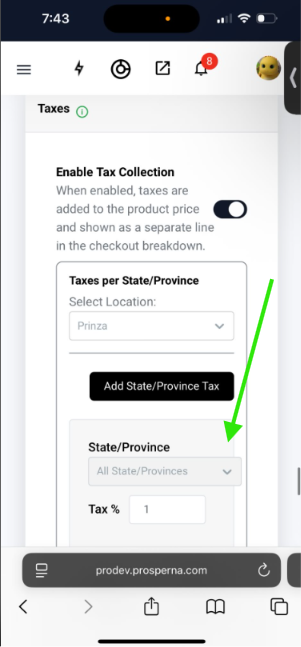 7:43
8
Taxes
Enable Tax Collection
When enabled, taxes are
added to the product price
and shown as a separate line
in the checkout breakdown.
Taxes per State/Province
Select Location:
Prinza
Add State/Province Tax
State/Province
All State/Provinces
Tax % 1
prodev.prosperna.com